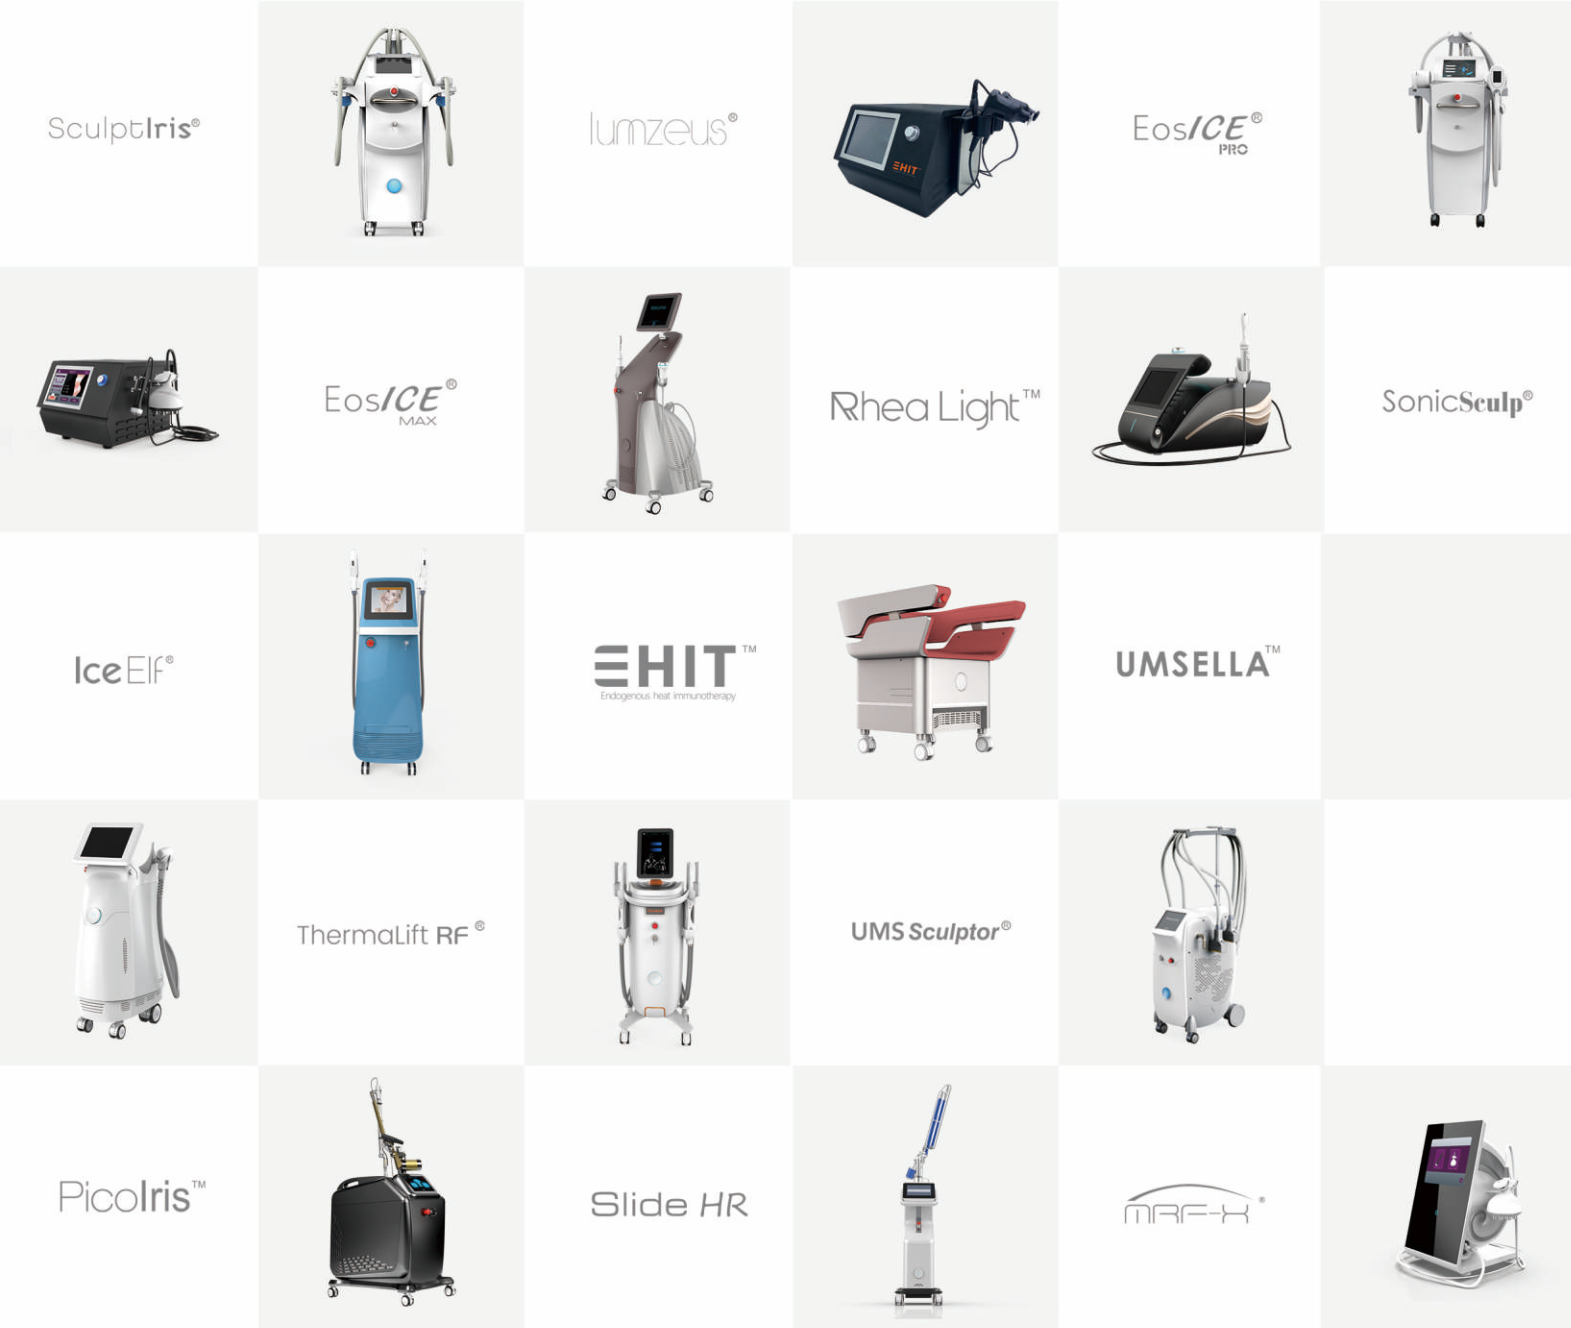 SculptIris®
lumzeus®
EHIT
EosICE®
PRO
EosICE®
MAX
Rhea Light™
SonicSculp®
IceElf®
EHIT™
Endogenous heat immunotherapy
UMSELLA™
ThermaLift RF®
UMS Sculptor®
PicoIris™
Slide HR
MRF-X®